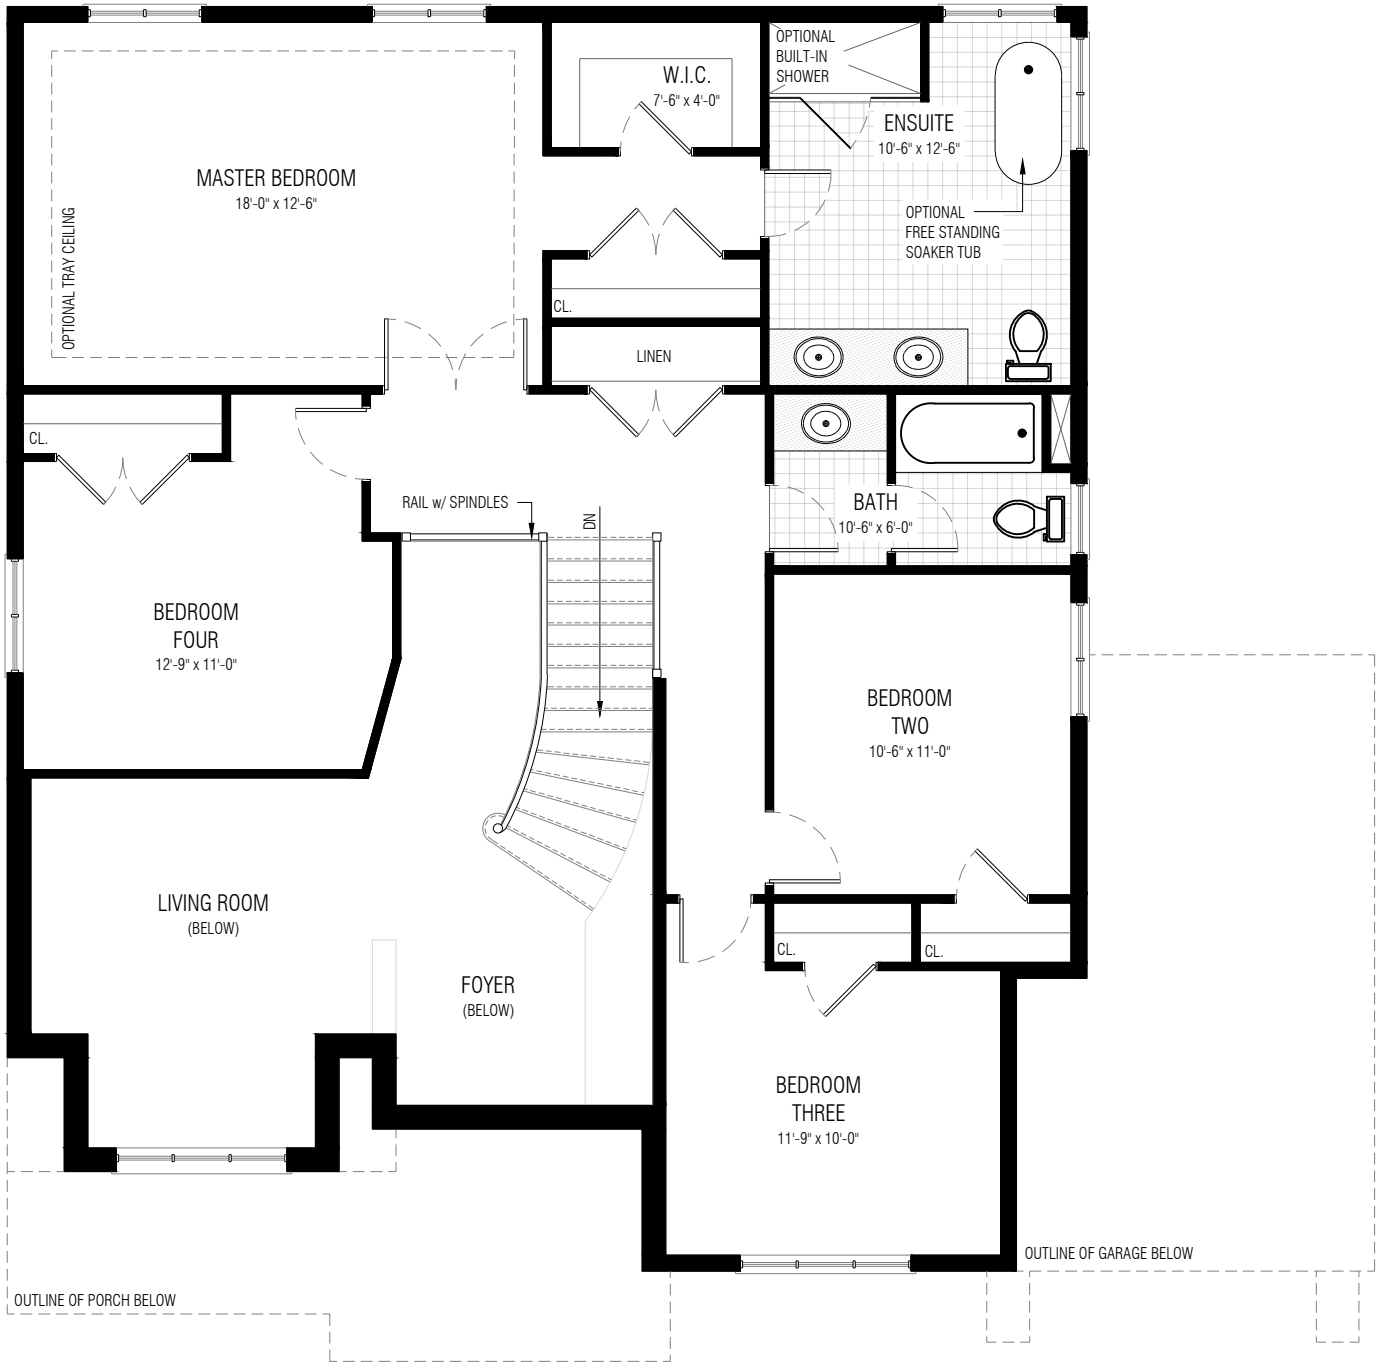 OPTIONAL
BUILT-IN
SHOWER
W.I.C.
7'-6" x 4'-0"
ENSUITE
10'-6" x 12'-6"
MASTER BEDROOM
18'-0" x 12'-6"
OPTIONAL TRAY CEILING
OPTIONAL
FREE STANDING
SOAKER TUB
CL.
LINEN
CL.
RAIL w/ SPINDLES
DN
BATH
10'-6" x 6'-0"
BEDROOM
FOUR
12'-9" x 11'-0"
BEDROOM
TWO
10'-6" x 11'-0"
LIVING ROOM
(BELOW)
CL.
CL.
FOYER
(BELOW)
BEDROOM
THREE
11'-9" x 10'-0"
OUTLINE OF GARAGE BELOW
OUTLINE OF PORCH BELOW